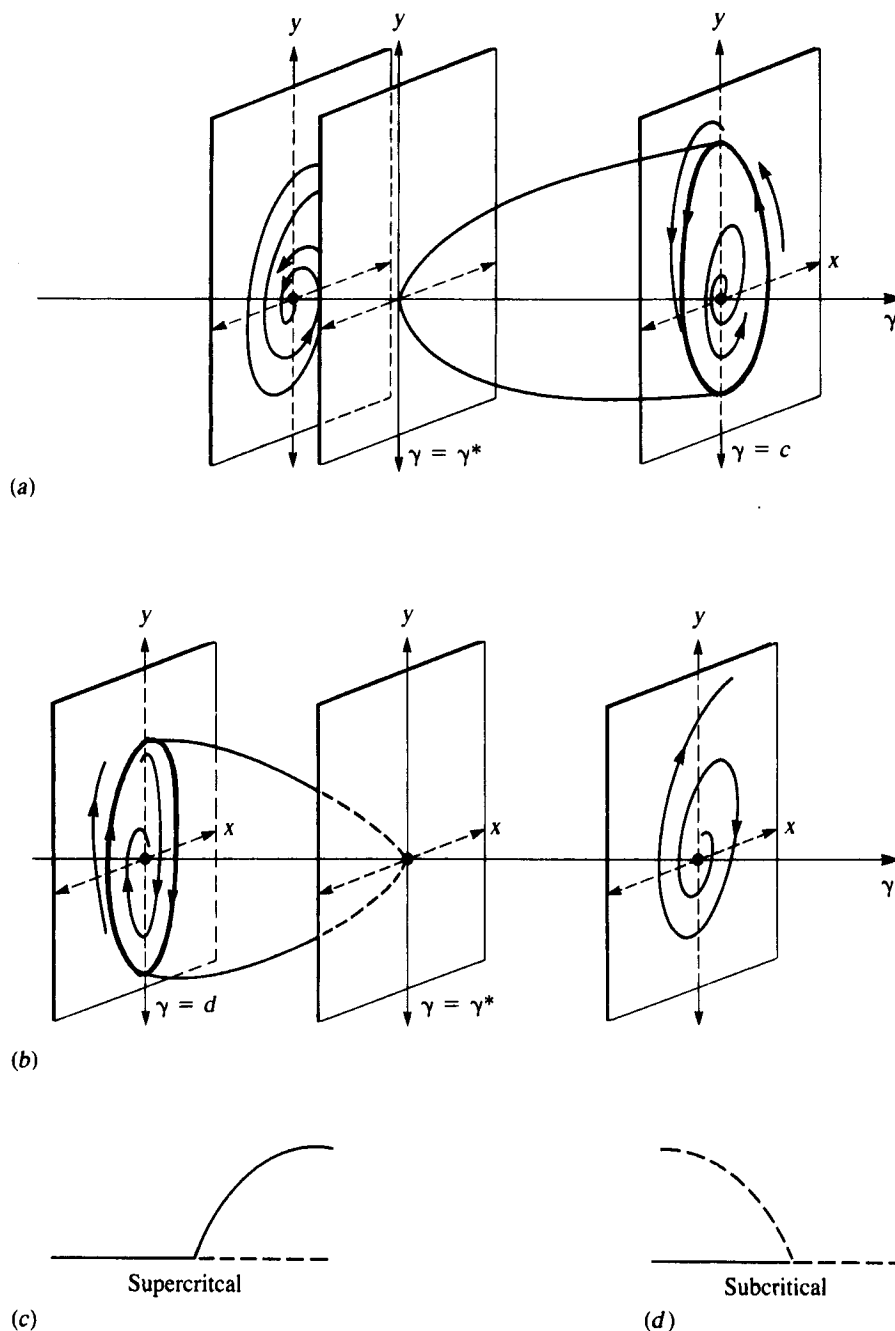 y
y
y
x
γ
γ = γ*
γ = c
(a)
y
y
y
x
x
x
γ
γ = d
γ = γ*
(b)
Supercritcal
Subcritical
(c)
(d)